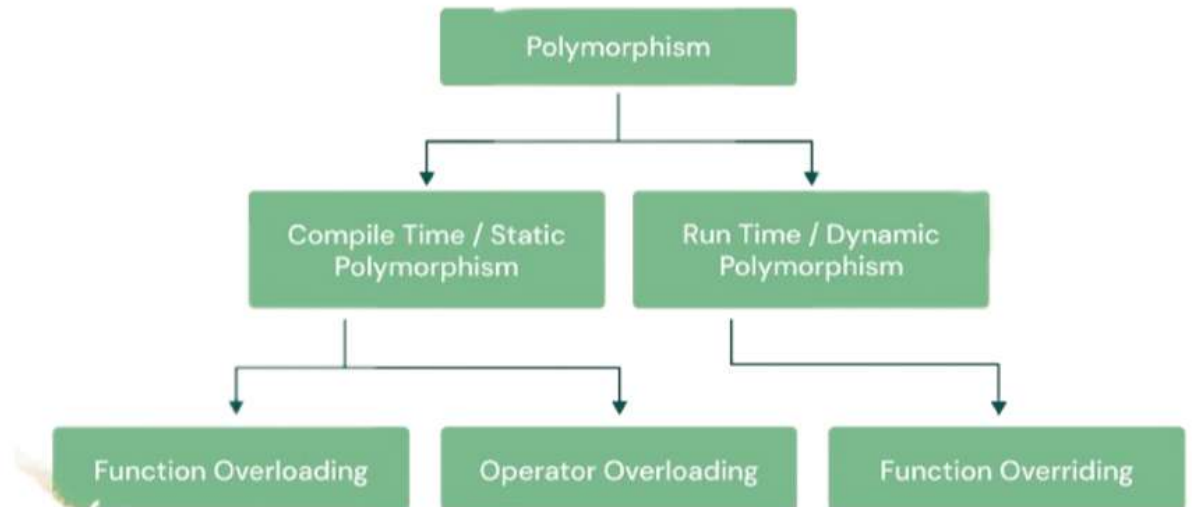 Polymorphism
Compile Time / Static
Polymorphism
Run Time / Dynamic
Polymorphism
Function Overloading
Operator Overloading
Function Overriding